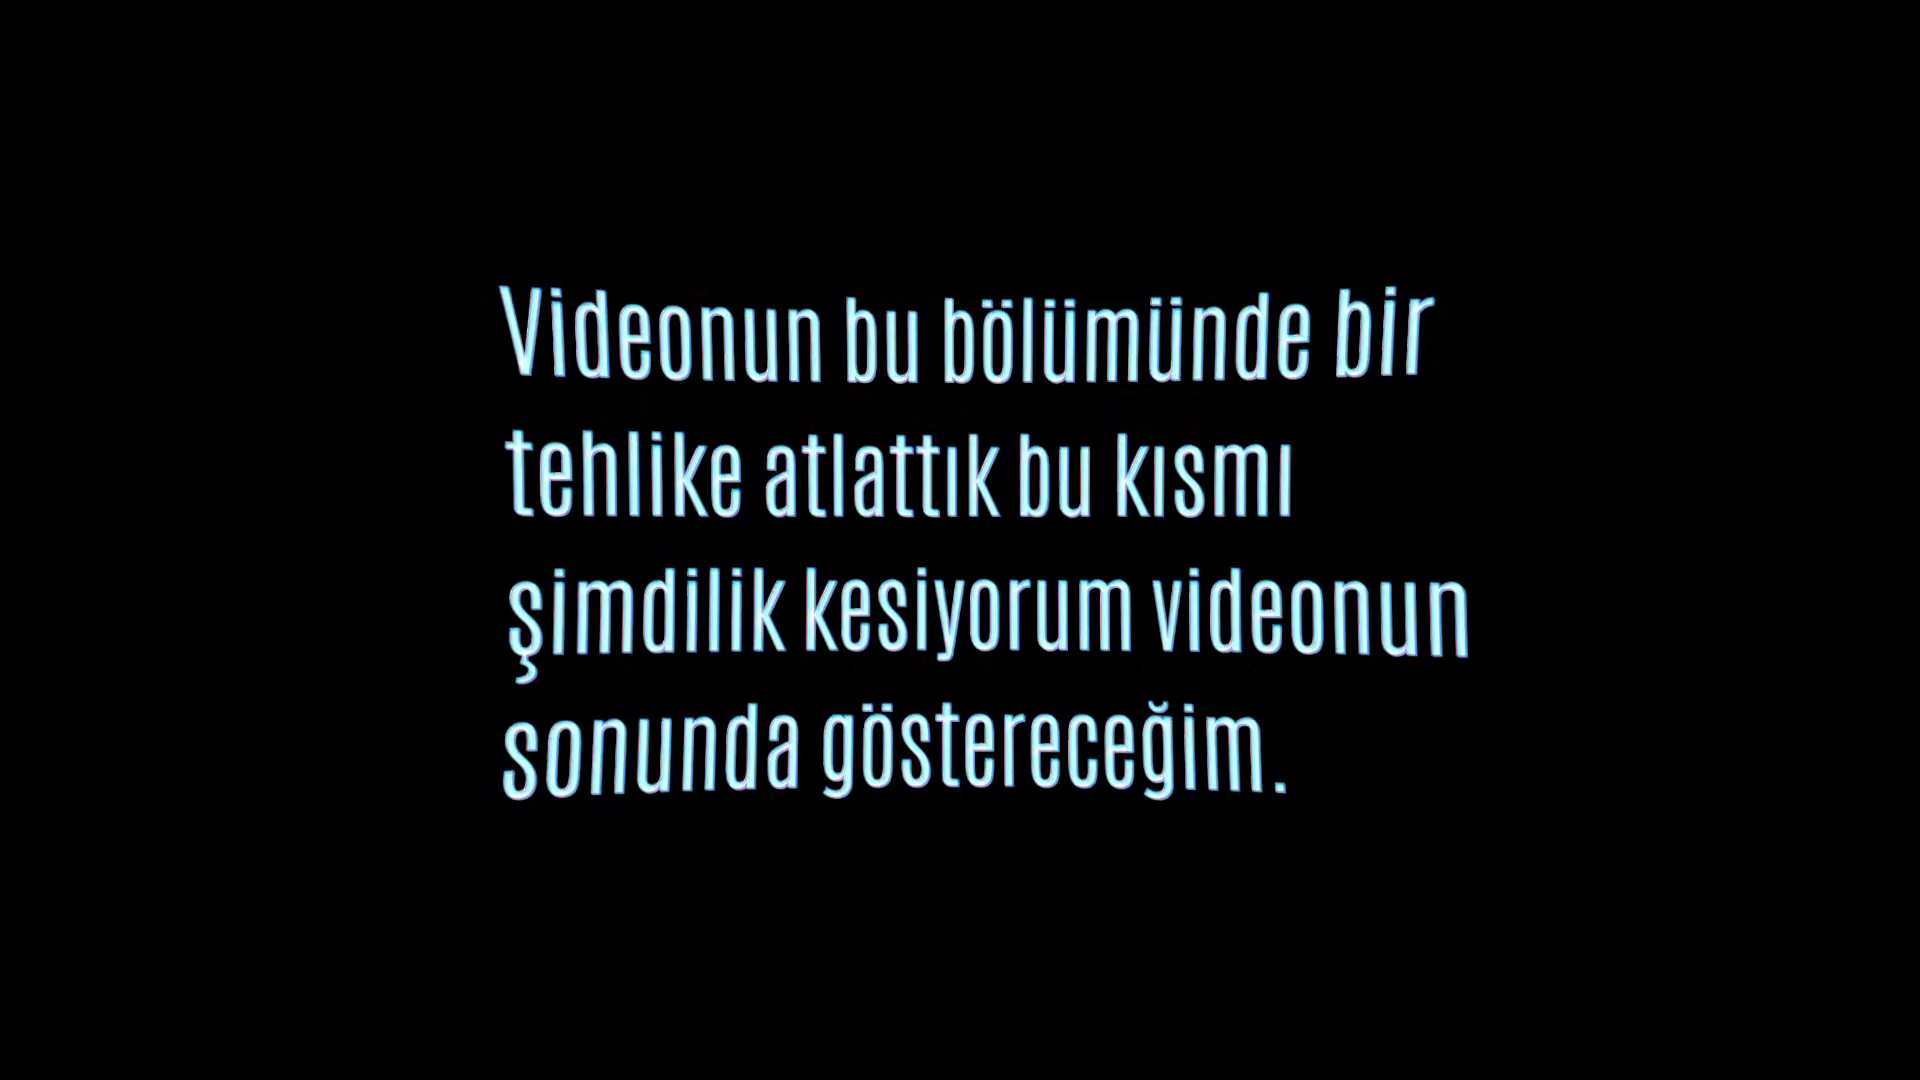 Videonun bu bölümünde bir
tehlike atlattık bu kısmı
şimdilik kesiyorum videonun
sonunda göstereceğim.